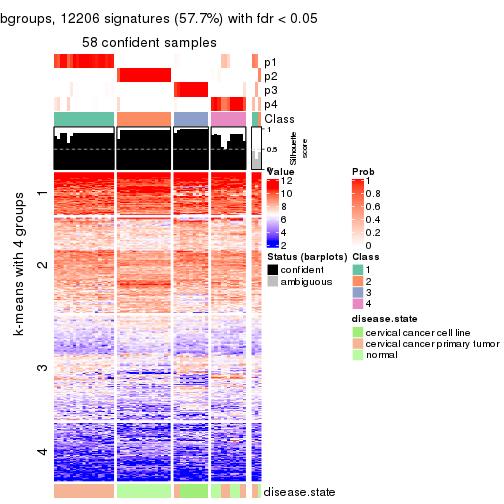 bgroups, 12206 signatures (57.7%) with fdr < 0.05
58 confident samples
p1
p2
p3
p4
Class
1
0.5
0
Silhouette
score
k-means with 4 groups
1
2
3
4
Value
12
10
8
6
4
2
Prob
1
0.8
0.6
0.4
0.2
0
Status (barplots)
confident
ambiguous
Class
1
2
3
4
disease.state
cervical cancer cell line
cervical cancer primary tumor
normal
disease.state